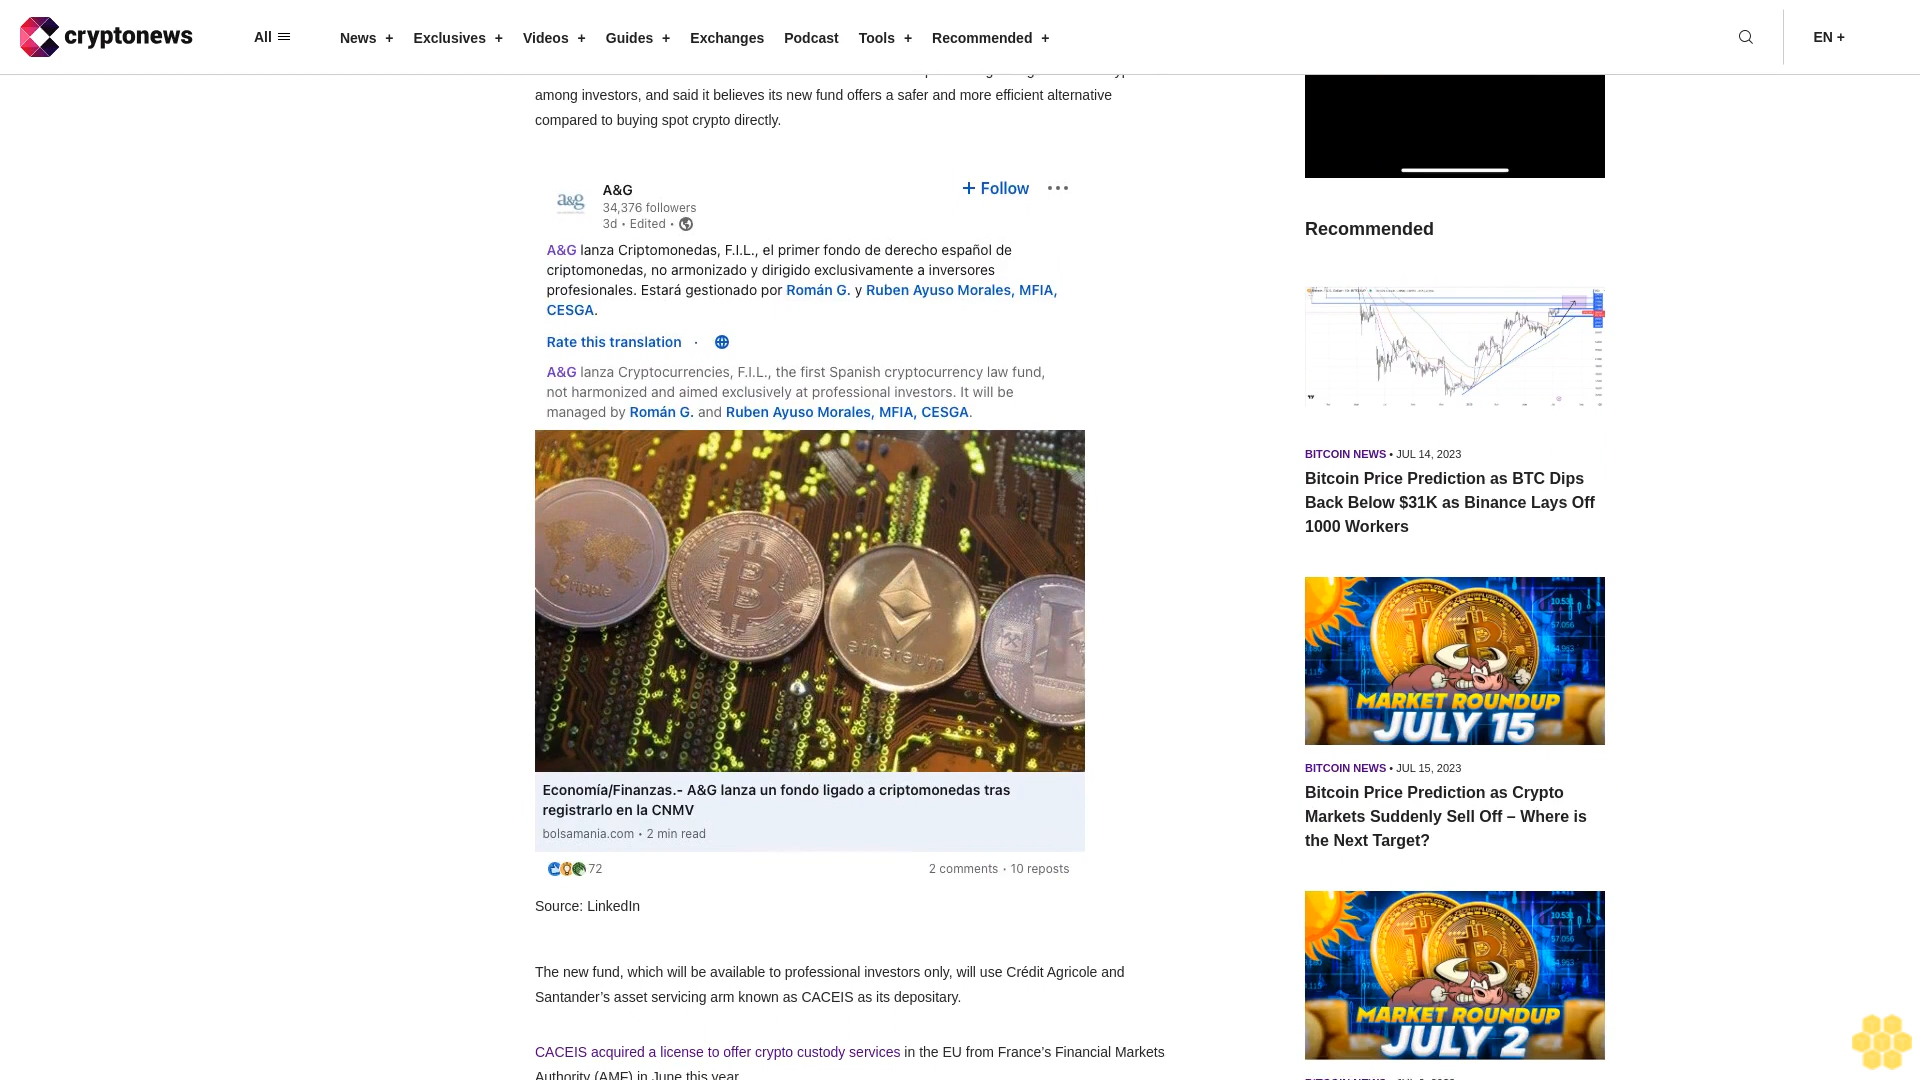 cryptonews
All
News + Exclusives + Videos + Guides + Exchanges Podcast Tools + Recommended +
EN +
among investors, and said it believes its new fund offers a safer and more efficient alternative
compared to buying spot crypto directly.
a&g
A&G
34,376 followers
3d • Edited •
+ Follow
A&G lanza Criptomonedas, F.I.L., el primer fondo de derecho español de
criptomonedas, no armonizado y dirigido exclusivamente a inversores
profesionales. Estará gestionado por Román G. y Ruben Ayuso Morales, MFIA,
CESGA.
Rate this translation ·
A&G lanza Cryptocurrencies, F.I.L., the first Spanish cryptocurrency law fund,
not harmonized and aimed exclusively at professional investors. It will be
managed by Román G. and Ruben Ayuso Morales, MFIA, CESGA.
ripple
ethereum
Economía/Finanzas.- A&G lanza un fondo ligado a criptomonedas tras
registrarlo en la CNMV
bolsamania.com • 2 min read
72
2 comments • 10 reposts
Source: LinkedIn
The new fund, which will be available to professional investors only, will use Crédit Agricole and
Santander’s asset servicing arm known as CACEIS as its depositary.
CACEIS acquired a license to offer crypto custody services in the EU from France’s Financial Markets
Authority (AMF) in June this year.
Recommended
BITCOIN NEWS • JUL 14, 2023
Bitcoin Price Prediction as BTC Dips
Back Below $31K as Binance Lays Off
1000 Workers
MARKET ROUNDUP
JULY 15
BITCOIN NEWS • JUL 15, 2023
Bitcoin Price Prediction as Crypto
Markets Suddenly Sell Off – Where is
the Next Target?
MARKET ROUNDUP
JULY 2